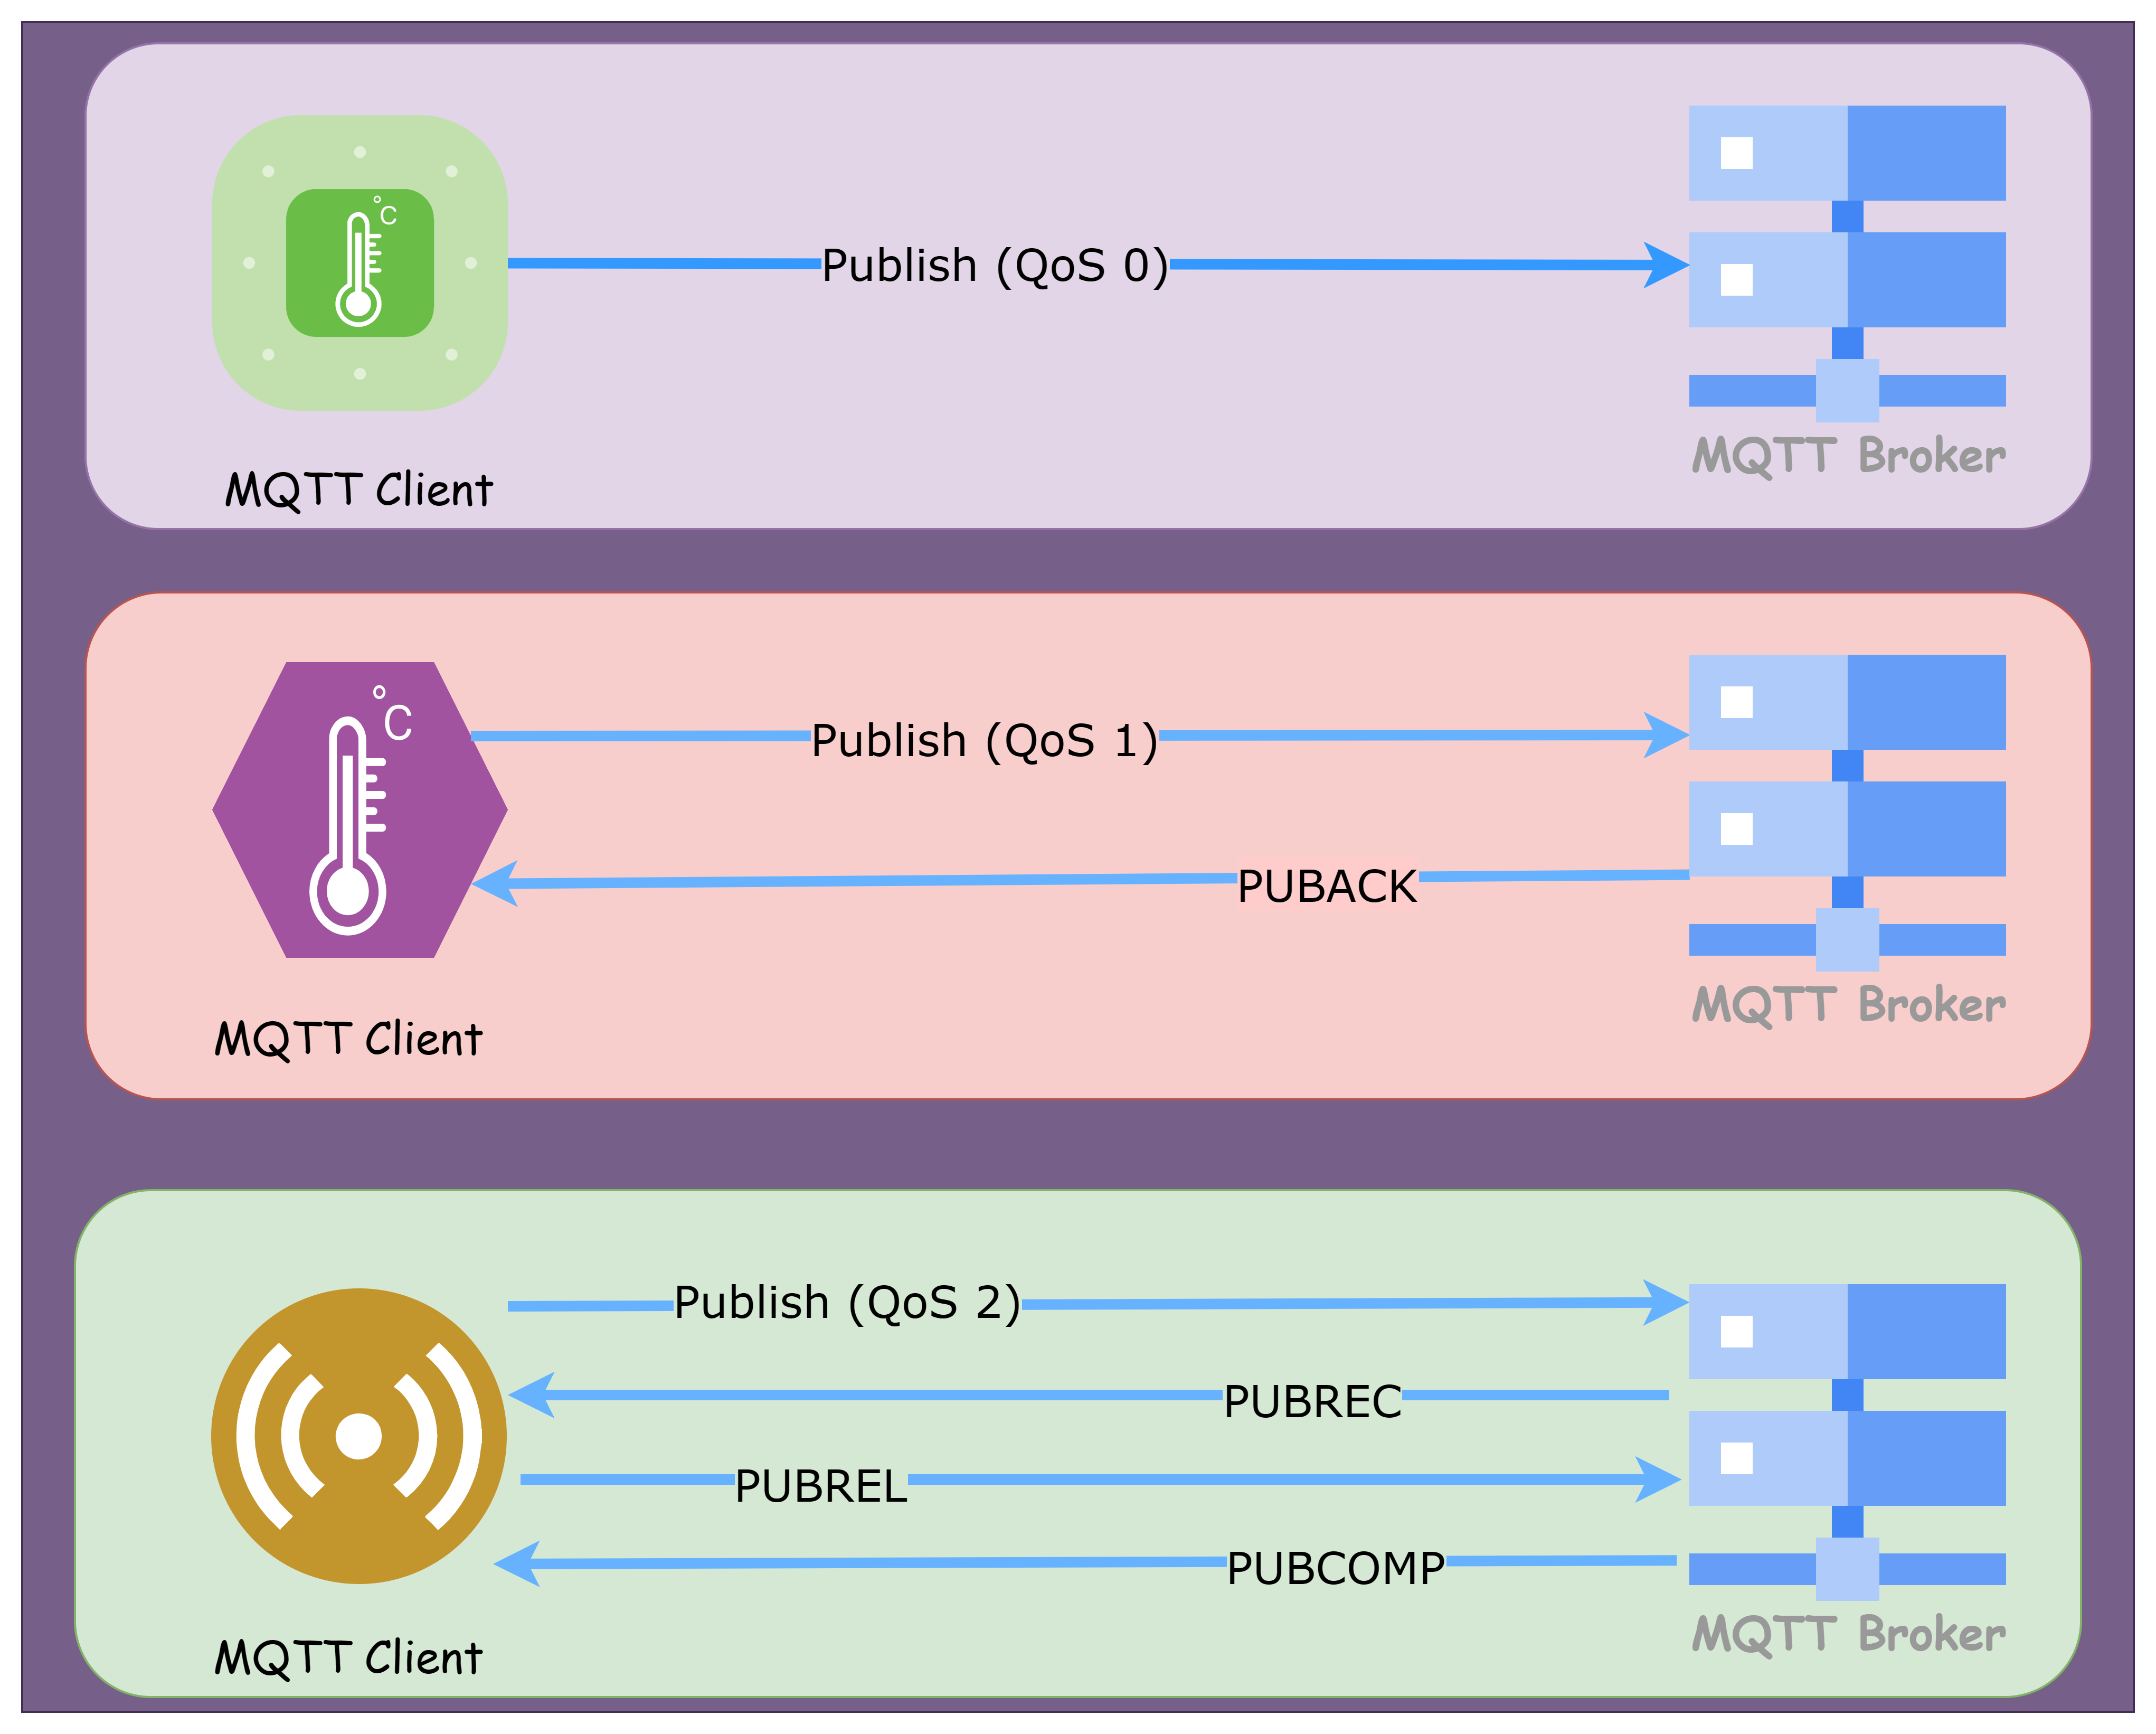 °C
Publish (QoS 0)
MQTT Broker
MQTT Client
°C
Publish (QoS 1)
PUBACK
MQTT Broker
MQTT Client
Publish (QoS 2)
PUBREC
PUBREL
PUBCOMP
MQTT Broker
MQTT Client